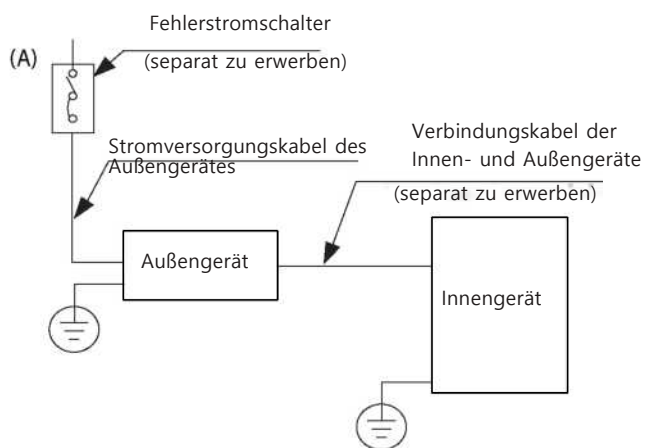 Fehlerstromschalter
(A)
(separat zu erwerben)
Stromversorgungskabel des
Außengerätes
Verbindungskabel der
Innen- und Außengeräte
(separat zu erwerben)
Außengerät
Innengerät